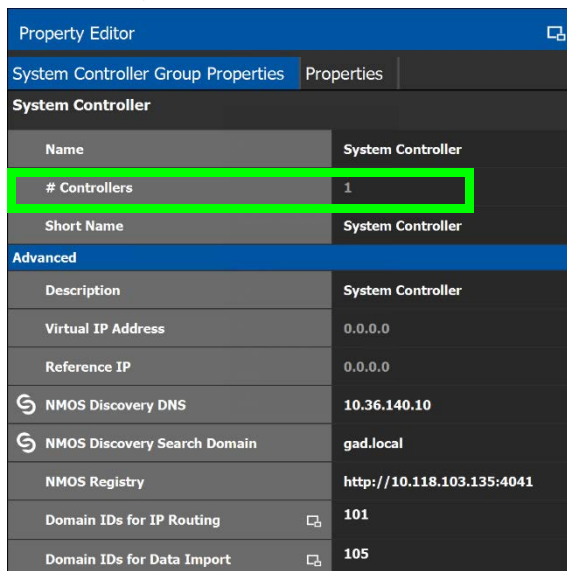 Property Editor
System Controller Group Properties Properties
System Controller
Name System Controller
# Controllers 1
Short Name System Controller
Advanced
Description System Controller
Virtual IP Address 0.0.0.0
Reference IP 0.0.0.0
NMOS Discovery DNS 10.36.140.10
NMOS Discovery Search Domain gad.local
NMOS Registry http://10.118.103.135:4041
Domain IDs for IP Routing 101
Domain IDs for Data Import 105